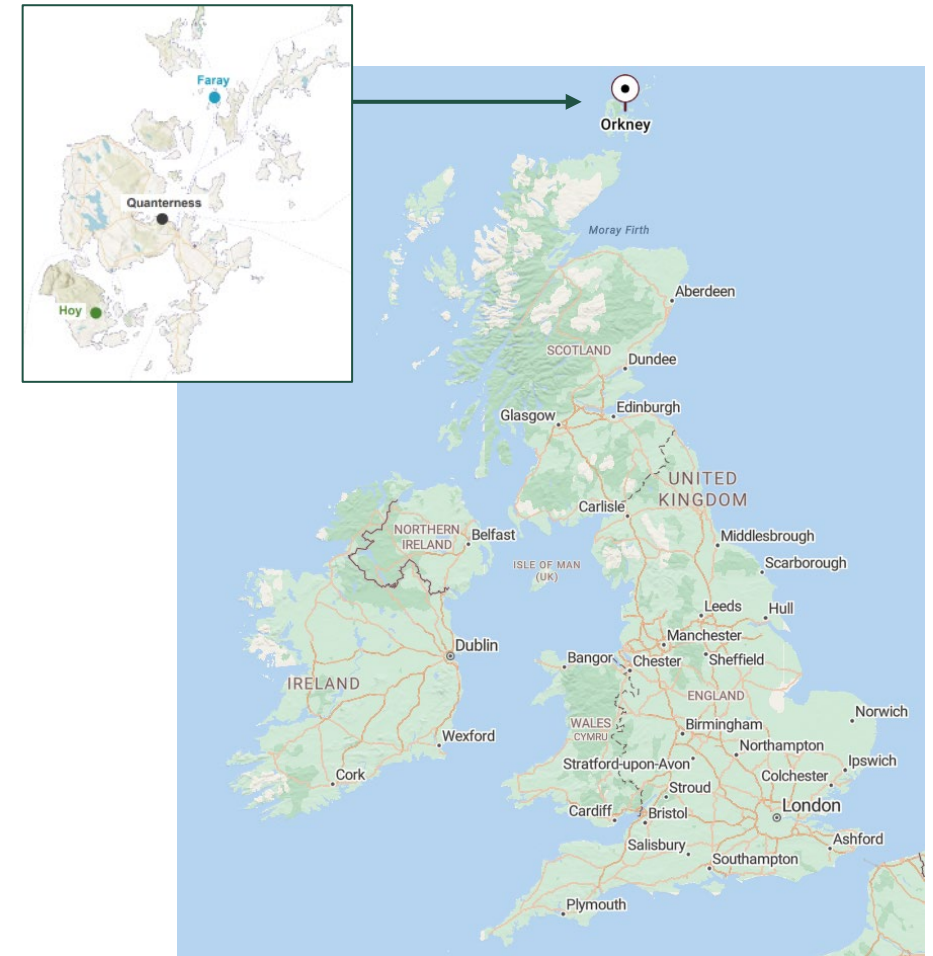 Faray
Quanterness
Hoy
Orkney
Moray Firth
Aberdeen
SCOTLAND
Dundee
Glasgow
Edinburgh
UNITED
KINGDOM
Carlisle
NORTHERN
IRELAND
Belfast
Middlesbrough
ISLE OF MAN
(UK)
Scarborough
Leeds
Hull
Dublin
Manchester
Bangor
Chester
Sheffield
IRELAND
ENGLAND
Norwich
WALES
CYMRU
Birmingham
Wexford
Northampton
Stratford-upon-Avon
Ipswich
Cork
Colchester
Stroud
London
Cardiff
Bristol
Ashford
Salisbury
Southampton
Plymouth